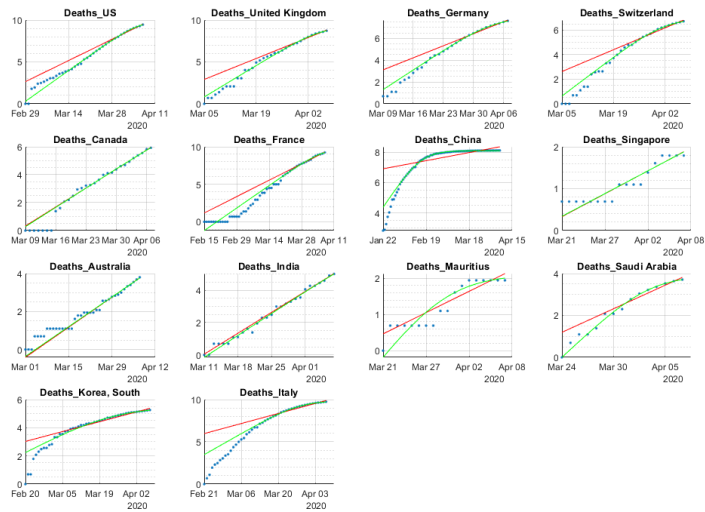 Deaths_US
10
5
0
Feb 29 Mar 14 Mar 28 Apr 11
2020
Deaths_United Kingdom
10
5
0
Mar 05 Mar 19 Apr 02
2020
Deaths_Germany
6
4
2
0
Mar 09 Mar 16 Mar 23 Mar 30 Apr 06
2020
Deaths_Switzerland
6
4
2
0
Mar 05 Mar 19 Apr 02
2020
Deaths_Canada
6
4
2
0
Mar 09 Mar 16 Mar 23 Mar 30 Apr 06
2020
Deaths_France
10
5
0
Feb 15 Feb 29 Mar 14 Mar 28 Apr 11
2020
Deaths_China
8
6
4
Jan 22 Feb 19 Mar 18 Apr 15
2020
Deaths_Singapore
2
1
0
Mar 21 Mar 27 Apr 02 Apr 08
2020
Deaths_Australia
4
2
0
Mar 01 Mar 15 Mar 29 Apr 12
2020
Deaths_India
4
2
0
Mar 11 Mar 18 Mar 25 Apr 01
2020
Deaths_Mauritius
2
1
0
Mar 21 Mar 27 Apr 02 Apr 08
2020
Deaths_Saudi Arabia
4
2
0
Mar 24 Mar 30 Apr 05
2020
Deaths_Korea, South
6
4
2
0
Feb 20 Mar 05 Mar 19 Apr 02
2020
Deaths_Italy
10
5
0
Feb 21 Mar 06 Mar 20 Apr 03
2020